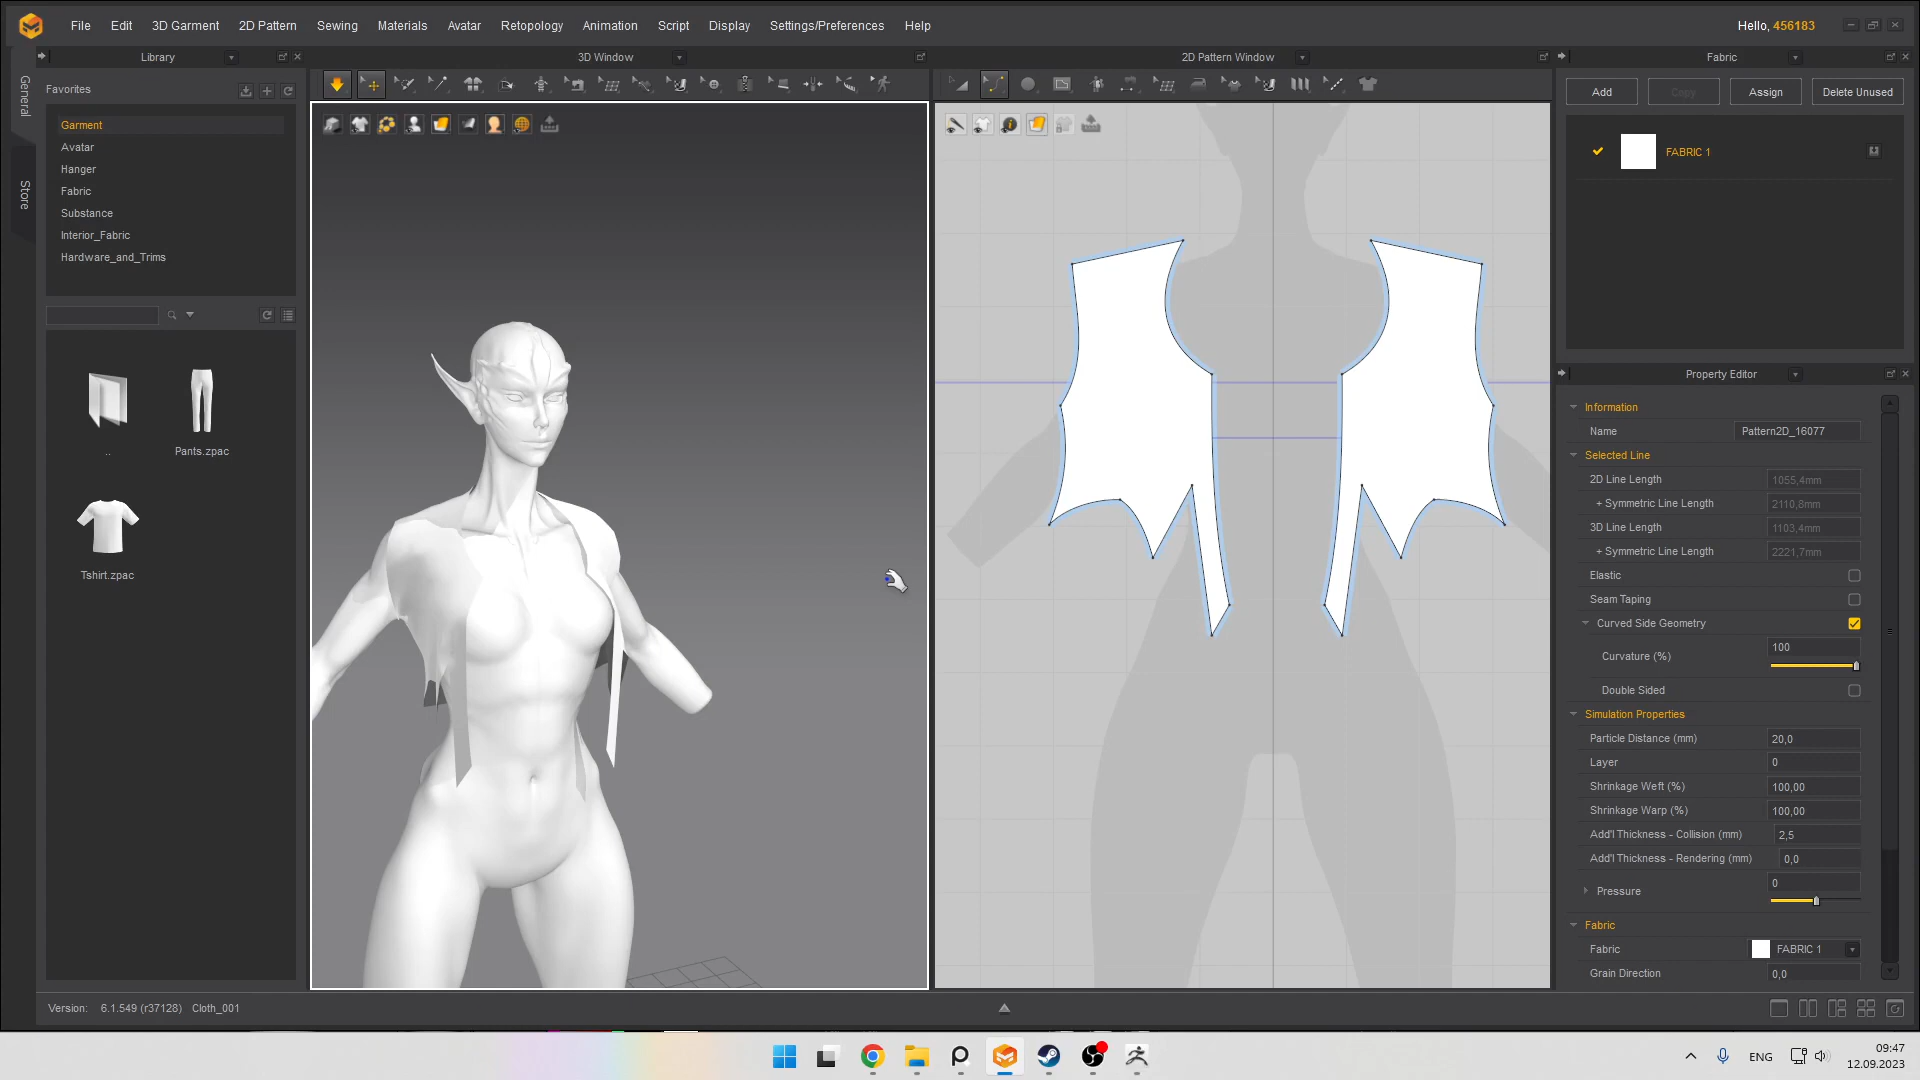 File Edit 3D Garment 2D Pattern Sewing Materials Avatar Retopology Animation Script Display Settings/Preferences Help Hello, 456183
Library 3D Window 2D Pattern Window Fabric
General
Store
Favorites
Garment
Avatar
Hanger
Fabric
Substance
Interior_Fabric
Hardware_and_Trims
..
Pants.zpac
Tshirt.zpac
Add Copy Assign Delete Unused
FABRIC 1
Property Editor
Information
Name Pattern2D_16077
Selected Line
2D Line Length 1055,4mm
+ Symmetric Line Length 2110,8mm
3D Line Length 1103,4mm
+ Symmetric Line Length 2221,7mm
Elastic
Seam Taping
Curved Side Geometry
Curvature (%) 100
Double Sided
Simulation Properties
Particle Distance (mm) 20,0
Layer 0
Shrinkage Weft (%) 100,00
Shrinkage Warp (%) 100,00
Add'l Thickness - Collision (mm) 2,5
Add'l Thickness - Rendering (mm) 0,0
Pressure 0
Fabric
Fabric FABRIC 1
Grain Direction 0,0
Version: 6.1.549 (r37128) Cloth_001
ENG
09:47
12.09.2023